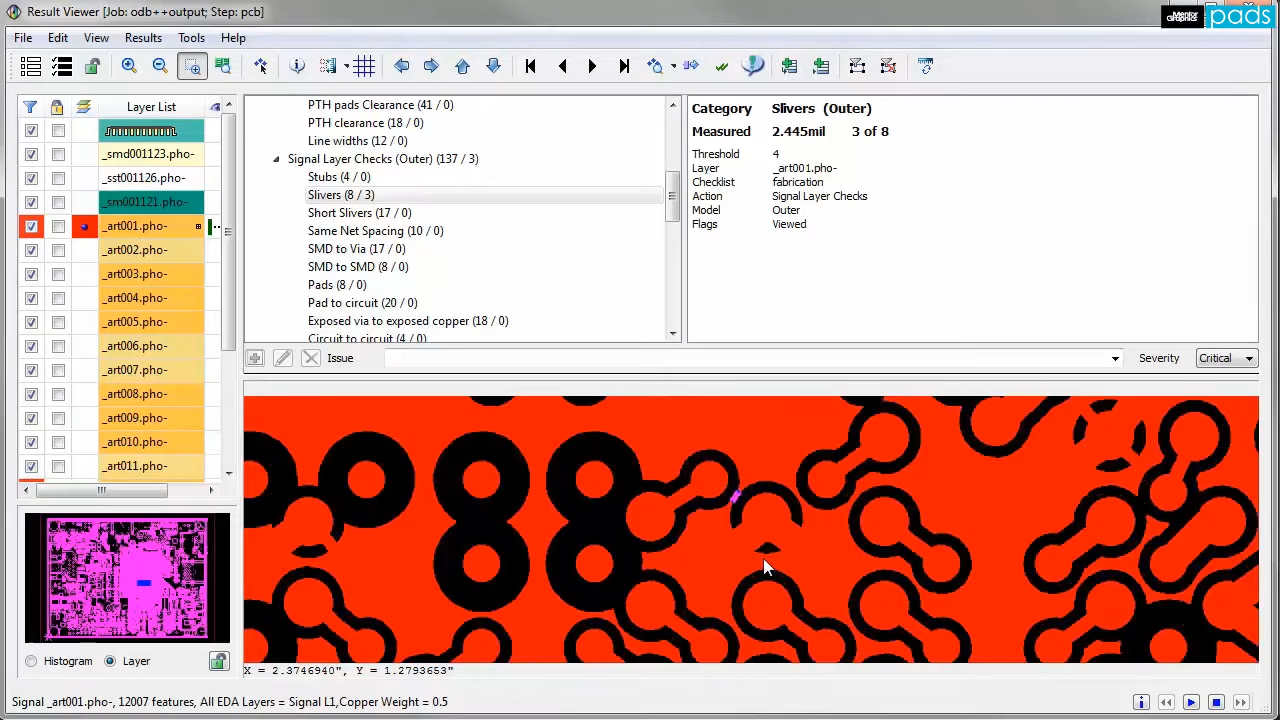 Result Viewer [Job: odb++output; Step: pcb]
Mentor Graphics pads
File Edit View Results Tools Help
Layer List
_smd001123.pho-
_sst001126.pho-
_sm001121.pho-
_art001.pho-
_art002.pho-
_art003.pho-
_art004.pho-
_art005.pho-
_art006.pho-
_art007.pho-
_art008.pho-
_art009.pho-
_art010.pho-
_art011.pho-
PTH pads Clearance (41 / 0)
PTH clearance (18 / 0)
Line widths (12 / 0)
Signal Layer Checks (Outer) (137 / 3)
Stubs (4 / 0)
Slivers (8 / 3)
Short Slivers (17 / 0)
Same Net Spacing (10 / 0)
SMD to Via (17 / 0)
SMD to SMD (8 / 0)
Pads (8 / 0)
Pad to circuit (20 / 0)
Exposed via to exposed copper (18 / 0)
Circuit to circuit (4 / 0)
Category Slivers (Outer)
Measured 2.445mil 3 of 8
Threshold 4
Layer _art001.pho-
Checklist fabrication
Action Signal Layer Checks
Model Outer
Flags Viewed
Issue Severity Critical
Histogram Layer
X = 2.3746940", Y = 1.2793653"
Signal _art001.pho-, 12007 features, All EDA Layers = Signal L1,Copper Weight = 0.5